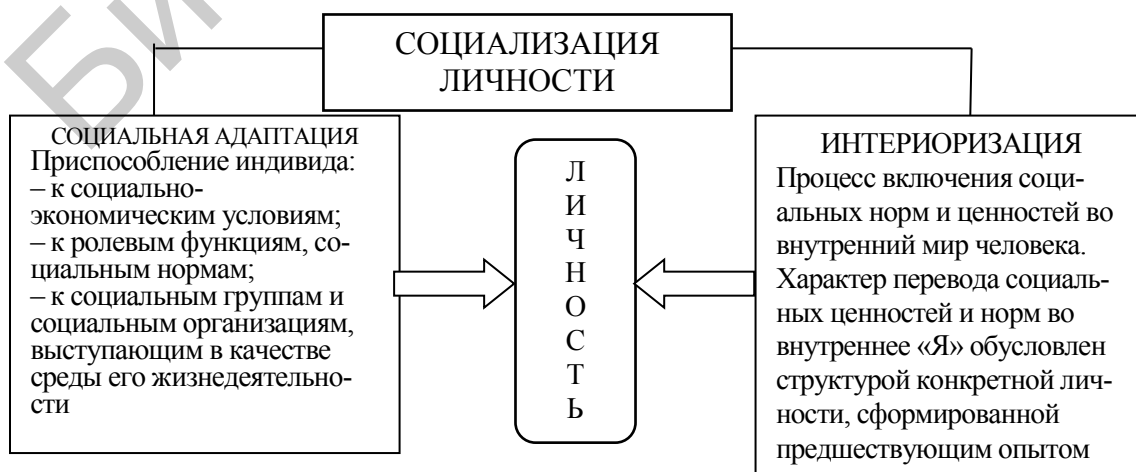 Би
СОЦИАЛИЗАЦИЯ
ЛИЧНОСТИ
СОЦИАЛЬНАЯ АДАПТАЦИЯ
Приспособление индивида:
– к социально-
экономическим условиям;
– к ролевым функциям, со-
циальным нормам;
– к социальным группам и
социальным организациям,
выступающим в качестве
среды его жизнедеятельно-
сти
Л
И
Ч
Н
О
С
Т
Ь
ИНТЕРИОРИЗАЦИЯ
Процесс включения соци-
альных норм и ценностей во
внутренний мир человека.
Характер перевода социаль-
ных ценностей и норм во
внутреннее «Я» обусловлен
структурой конкретной лич-
ности, сформированной
предшествующим опытом